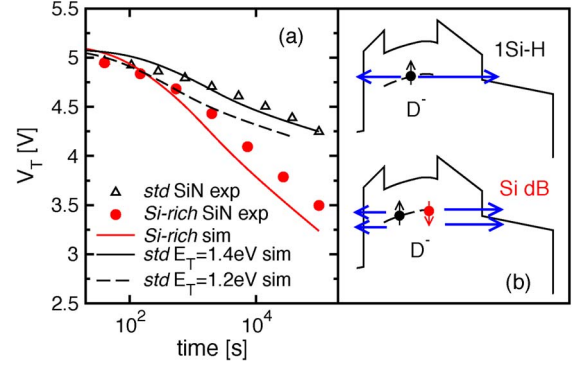 (a)
5.5
5
4.5
4
3.5
3
2.5
V_T [V]
std SiN exp
Si-rich SiN exp
Si-rich sim
std E_T=1.4eV sim
std E_T=1.2eV sim
10^2
10^4
time [s]
1Si-H
D^-
Si dB
D^-
(b)